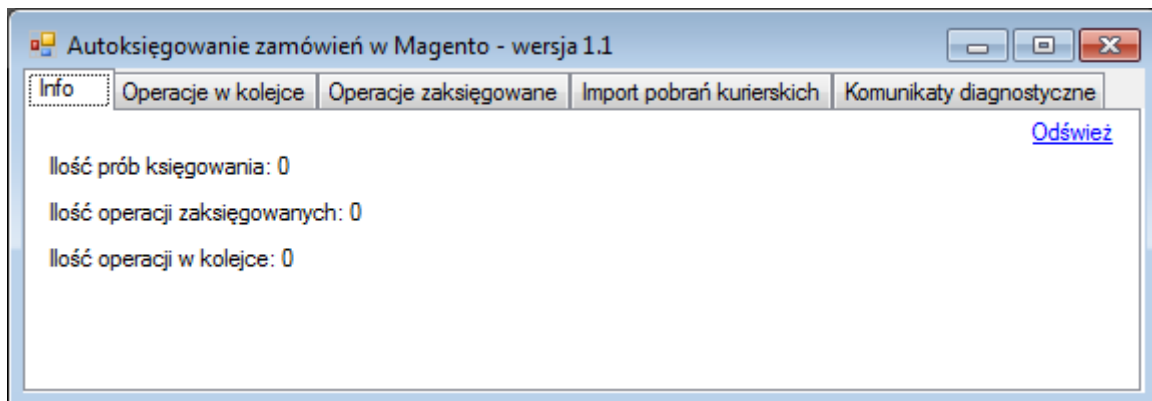 Autoksięgowanie zamówień w Magento - wersja 1.1
Info Operacje w kolejce Operacje zaksięgowane Import pobrań kurierskich Komunikaty diagnostyczne
Odśwież
Ilość prób księgowania: 0
Ilość operacji zaksięgowanych: 0
Ilość operacji w kolejce: 0